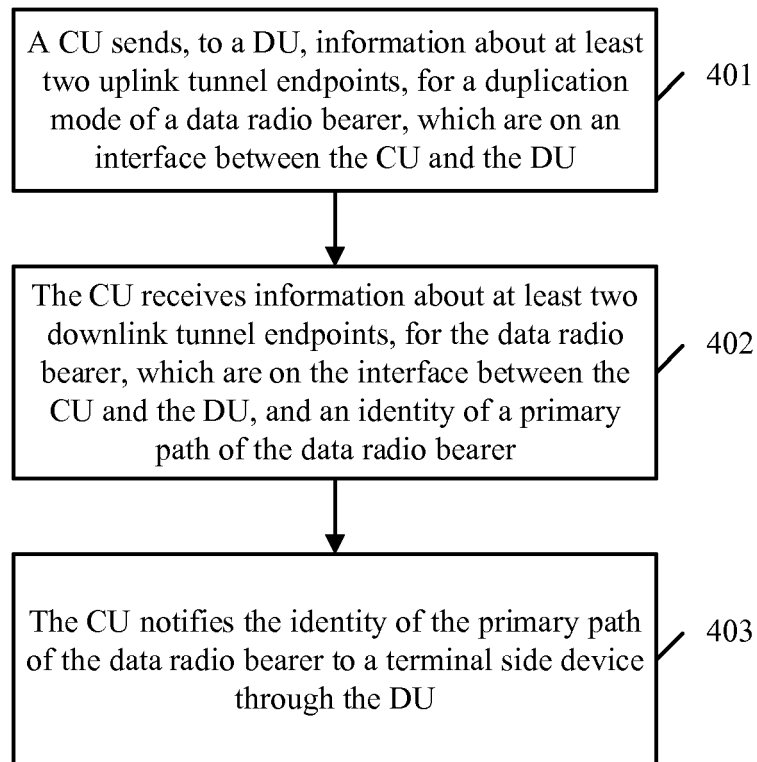 A CU sends, to a DU, information about at least
two uplink tunnel endpoints, for a duplication
mode of a data radio bearer, which are on an
interface between the CU and the DU
401
The CU receives information about at least two
downlink tunnel endpoints, for the data radio
bearer, which are on the interface between the
CU and the DU, and an identity of a primary
path of the data radio bearer
402
The CU notifies the identity of the primary path
of the data radio bearer to a terminal side device
through the DU
403